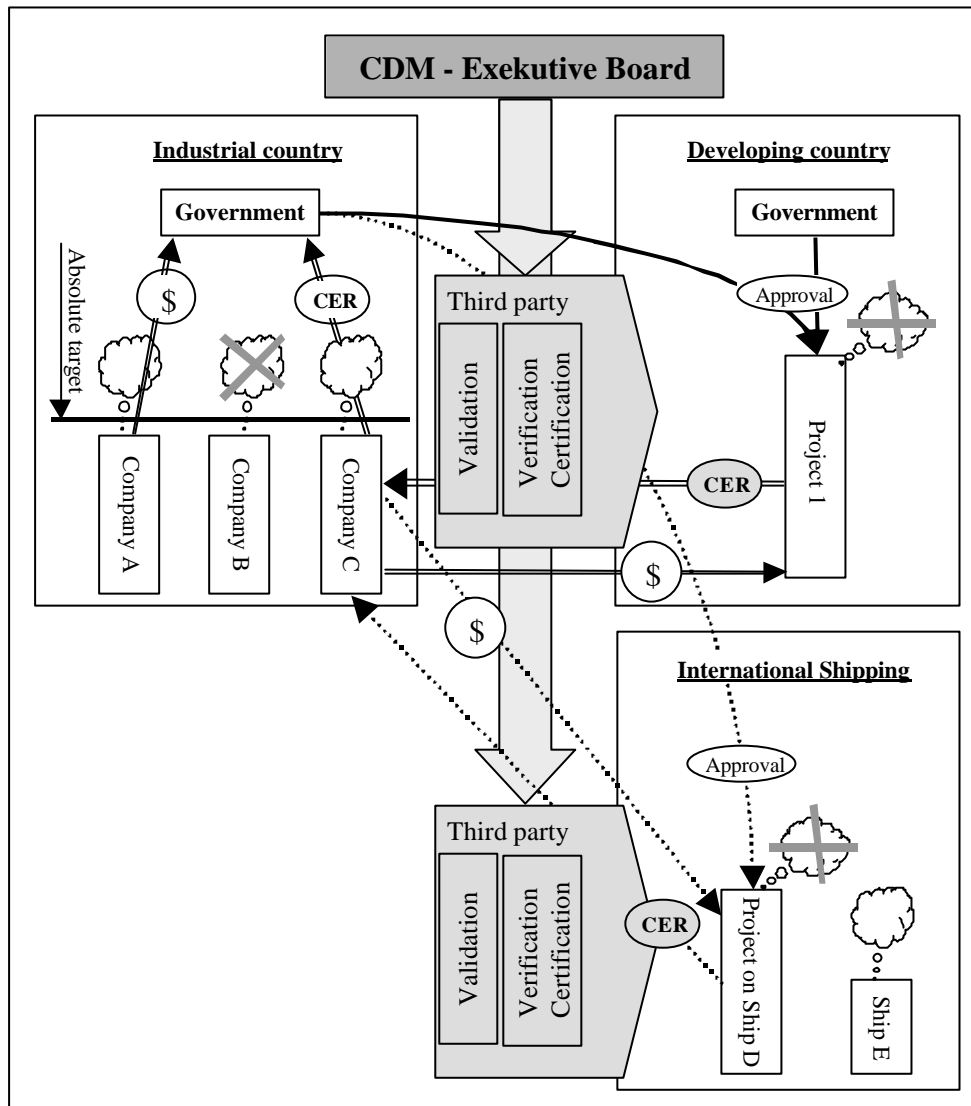 CDM - Exekutive Board
Industrial country
Government
Absolute target
$
CER
Company A
Company B
Company C
Third party
Validation
Verification
Certification
Developing country
Government
Approval
Project 1
CER
$
$
International Shipping
Approval
Third party
Validation
Verification
Certification
CER
Project on Ship D
Ship E